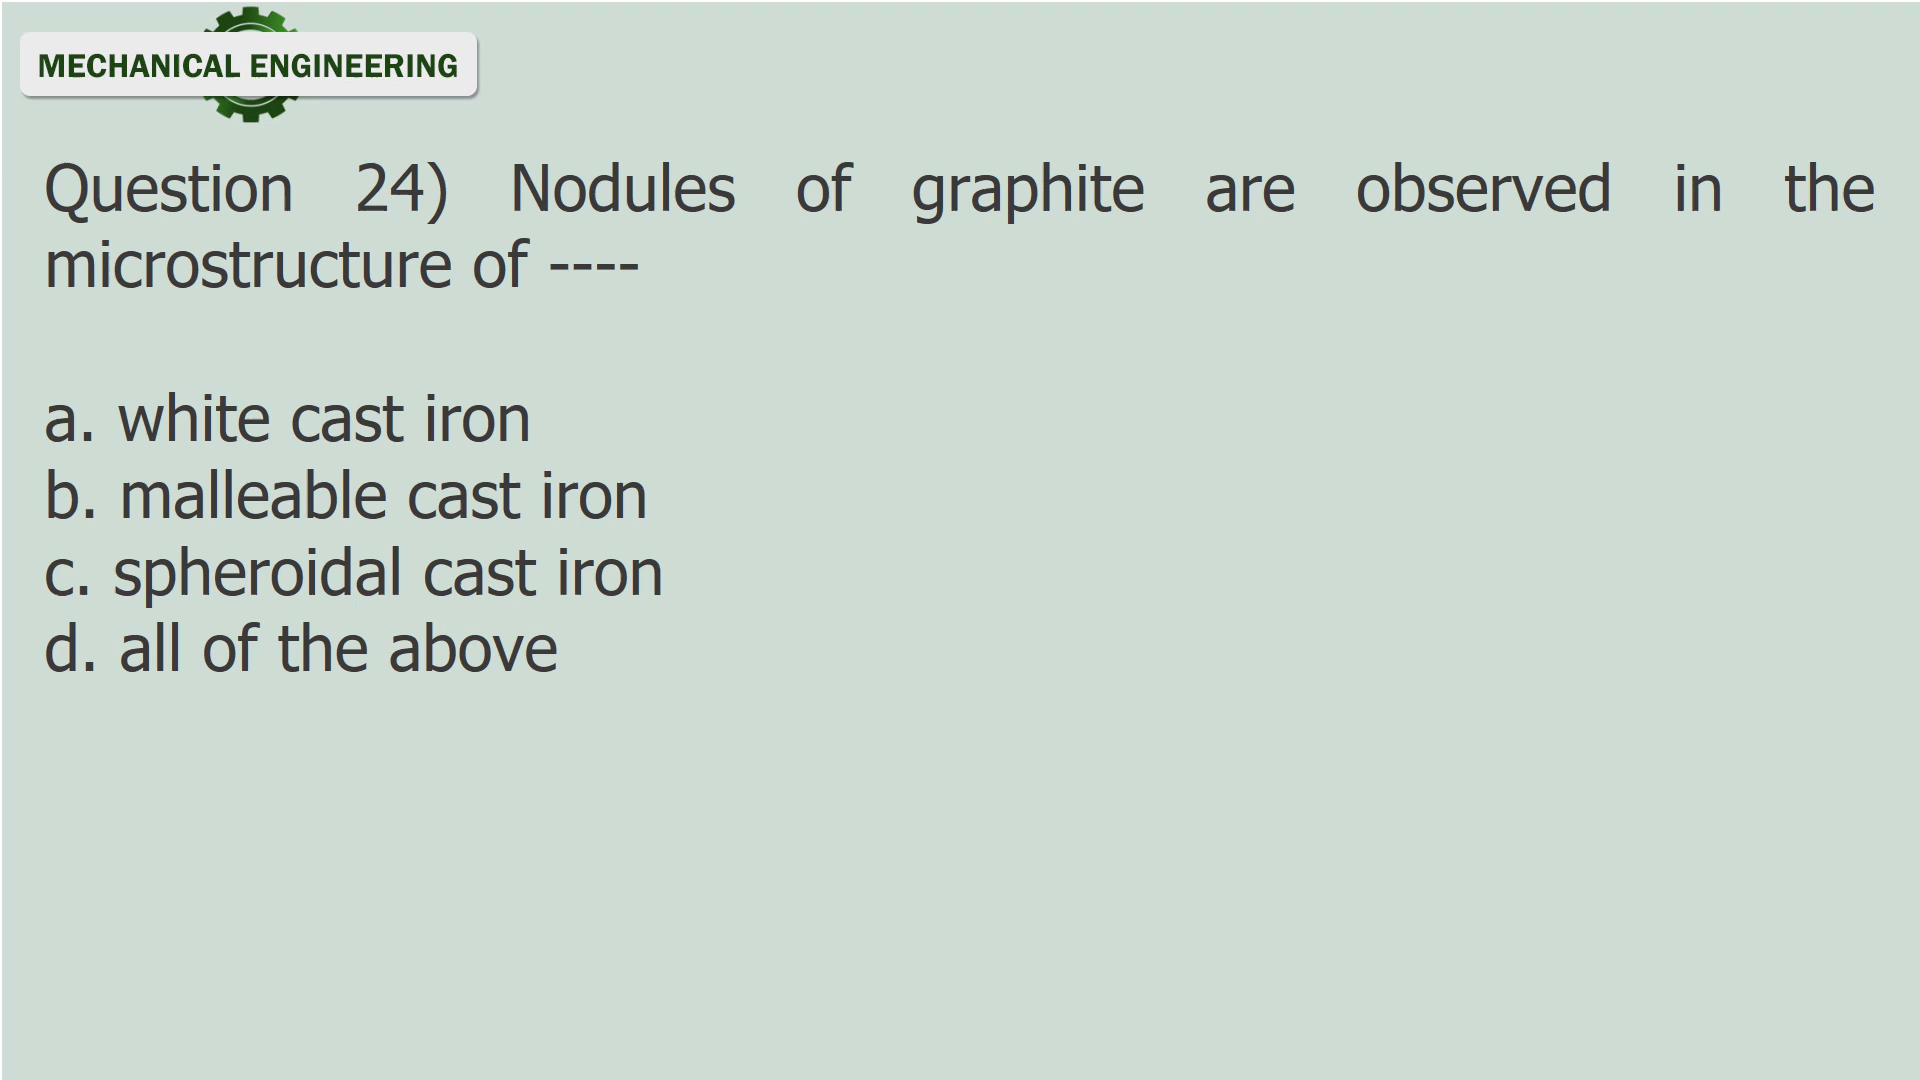 MECHANICAL ENGINEERING
Question 24) Nodules of graphite are observed in the
microstructure of ----
a. white cast iron
b. malleable cast iron
c. spheroidal cast iron
d. all of the above